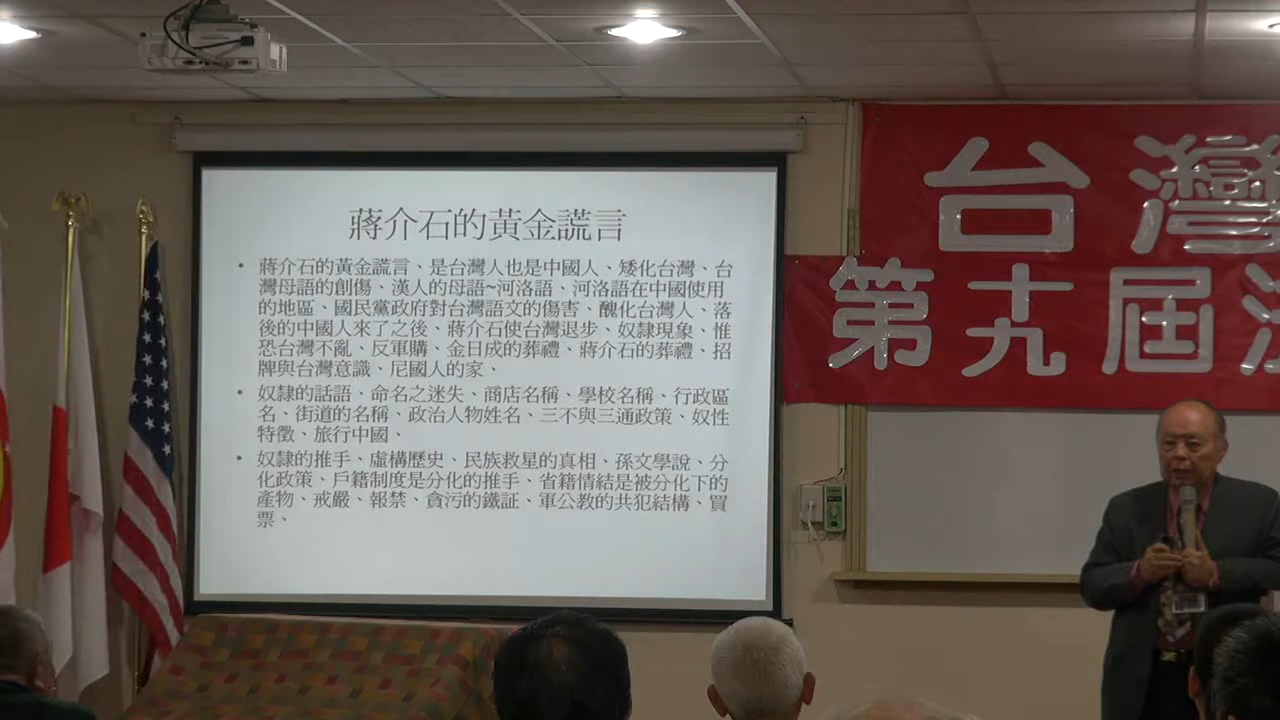 蔣介石的黃金謊言
• 蔣介石的黃金謊言、是台灣人也是中國人、矮化台灣、台
灣母語的創傷、漢人的母語~河洛語、河洛語在中國使用
的地區、國民黨政府對台灣語文的傷害、醜化台灣人、落
後的中國人來了之後、蔣介石使台灣退步、奴隸現象、惟
恐台灣不亂、反軍購、金日成的葬禮、蔣介石的葬禮、招
牌與台灣意識、尼國人的家、
• 奴隸的話語、命名之迷失、商店名稱、學校名稱、行政區
名、街道的名稱、政治人物姓名、三不與三通政策、奴性
特徵、旅行中國、
• 奴隸的推手、虛構歷史、民族救星的真相、孫文學說、分
化政策、戶籍制度是分化的推手、省籍情結是被分化下的
產物、戒嚴、報禁、貪污的鐵証、軍公教的共犯結構、買
票、
台灣
第十九屆